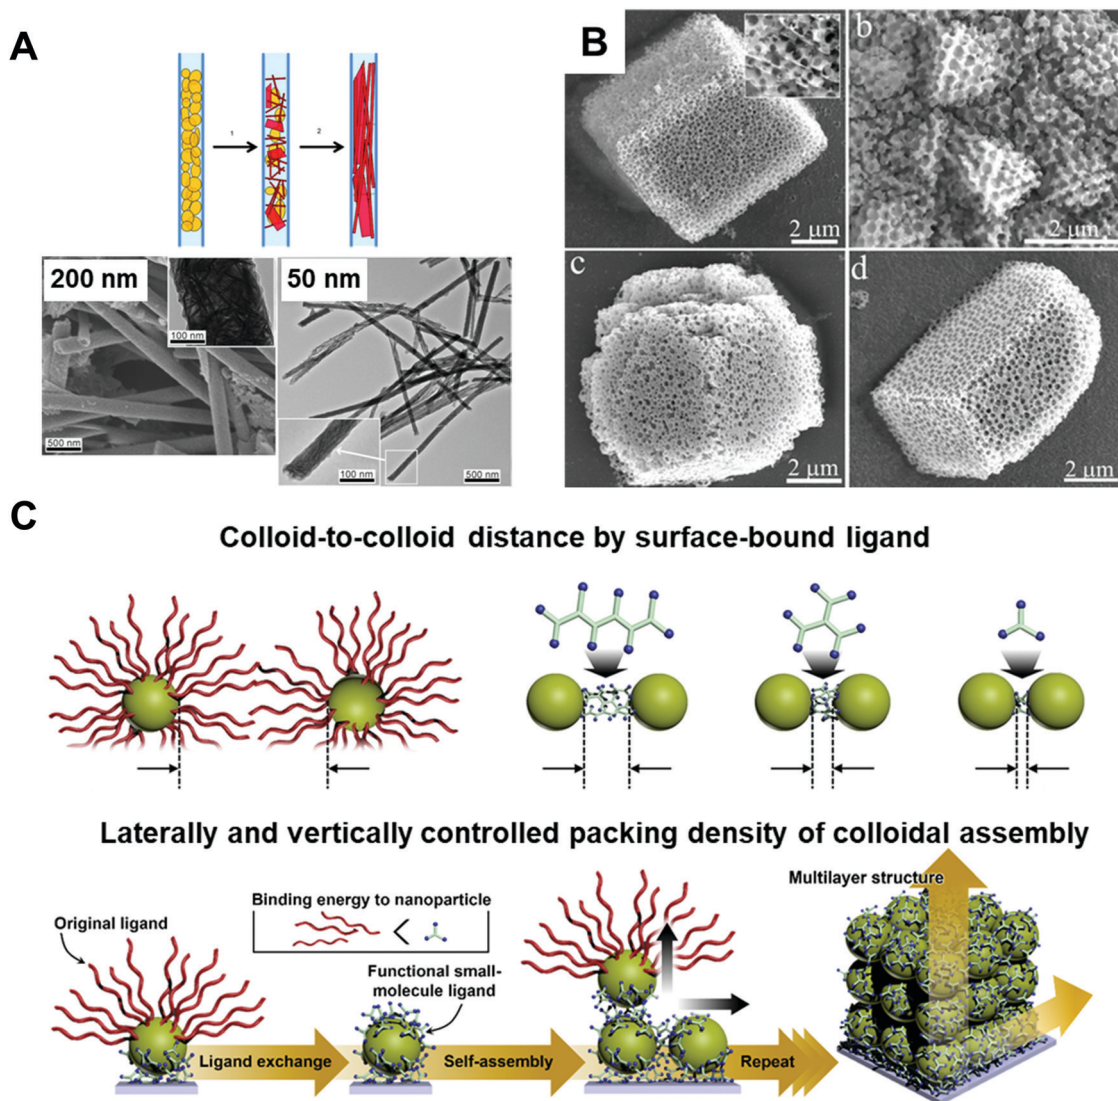 A
1
2
200 nm
100 nm
500 nm
50 nm
100 nm
500 nm
B
2 μm
b
2 μm
c
2 μm
d
2 μm
C
Colloid-to-colloid distance by surface-bound ligand
Laterally and vertically controlled packing density of colloidal assembly
Original ligand
Binding energy to nanoparticle
<
Functional small-
molecule ligand
Multilayer structure
Ligand exchange
Self-assembly
Repeat